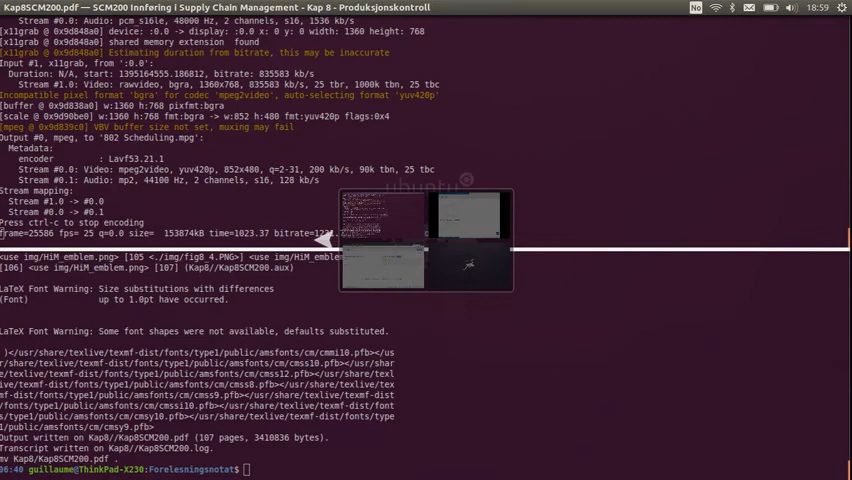 Kap8SCM200.pdf — SCM200 Innføring i Supply Chain Management - Kap 8 - Produksjonskontroll
No
18:59
[x11grab @ 0x9d848a0] device: :0.0 -> display: :0.0 x: 0 y: 0 width: 1360 height: 768
[x11grab @ 0x9d848a0] shared memory extension  found
[x11grab @ 0x9d848a0] Estimating duration from bitrate, this may be inaccurate
Input #1, x11grab, from ':0.0':
Duration: N/A, start: 1395164555.186812, bitrate: 835583 kb/s
Stream #1.0: Video: rawvideo, bgra, 1360x768, 835583 kb/s, 25 tbr, 1000k tbn, 25 tbc
Incompatible pixel format 'bgra' for codec 'mpeg2video', auto-selecting format 'yuv420p'
[buffer @ 0x9d838a0] w:1360 h:768 pixfmt:bgra
[scale @ 0x9d90be0] w:1360 h:768 fmt:bgra -> w:852 h:480 fmt:yuv420p flags:0x4
[mpeg @ 0x9d839c0] VBV buffer size not set, muxing may fail
Output #0, mpeg, to '802 Scheduling.mpg':
Metadata:
encoder         : Lavf53.21.1
Stream #0.0: Video: mpeg2video, yuv420p, 852x480, q=2-31, 200 kb/s, 90k tbn, 25 tbc
Stream #0.1: Audio: mp2, 44100 Hz, 2 channels, s16, 128 kb/s
Stream mapping:
Stream #1.0 -> #0.0
Stream #0.0 -> #0.1
Press ctrl-c to stop encoding
frame=25586 fps= 25 q=0.0 size=  153874kB time=1023.37
ubuntu
<use img/HiM_emblem.png> [105 <./img/fig8_4.PNG>] <use img/HiM_emblem.png>
[106] <use img/HiM_emblem.png> [107] (Kap8//Kap8SCM200.aux)
LaTeX Font Warning: Size substitutions with differences
(Font)              up to 1.0pt have occurred.
LaTeX Font Warning: Some font shapes were not available, defaults substituted.
)</usr/share/texlive/texmf-dist/fonts/type1/public/amsfonts/cm/cmmi10.pfb></us
r/share/texlive/texmf-dist/fonts/type1/public/amsfonts/cm/cmss10.pfb></usr/shar
e/texlive/texmf-dist/fonts/type1/public/amsfonts/cm/cmss12.pfb></usr/share/texl
ive/texmf-dist/fonts/type1/public/amsfonts/cm/cmss8.pfb></usr/share/texlive/tex
mf-dist/fonts/type1/public/amsfonts/cm/cmss9.pfb></usr/share/texlive/texmf-dist
/fonts/type1/public/amsfonts/cm/cmssi10.pfb></usr/share/texlive/texmf-dist/font
s/type1/public/amsfonts/cm/cmsy10.pfb></usr/share/texlive/texmf-dist/fonts/type
1/public/amsfonts/cm/cmsy9.pfb>
Output written on Kap8//Kap8SCM200.pdf (107 pages, 3410836 bytes).
Transcript written on Kap8//Kap8SCM200.log.
mv Kap8/Kap8SCM200.pdf .
06:40 guillaume@ThinkPad-X230:Forelesningsnotat$